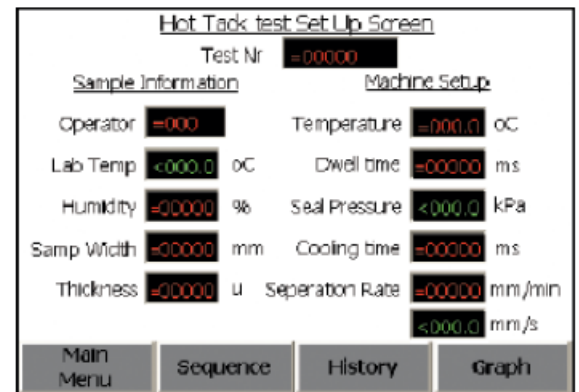 Hot Tack test Set Up Screen
Test Nr =00000
Sample Information
Machine Setup
Operator =000
Temperature =000.0 oC
Lab Temp <000.0 oC
Dwell time =00000 ms
Humidity =00000 %
Seal Pressure <000.0 kPa
Samp Width =00000 mm
Cooling time =00000 ms
Thickness =00000 u
Seperation Rate =00000 mm/min
<000.0 mm/s
Main Menu
Sequence
History
Graph